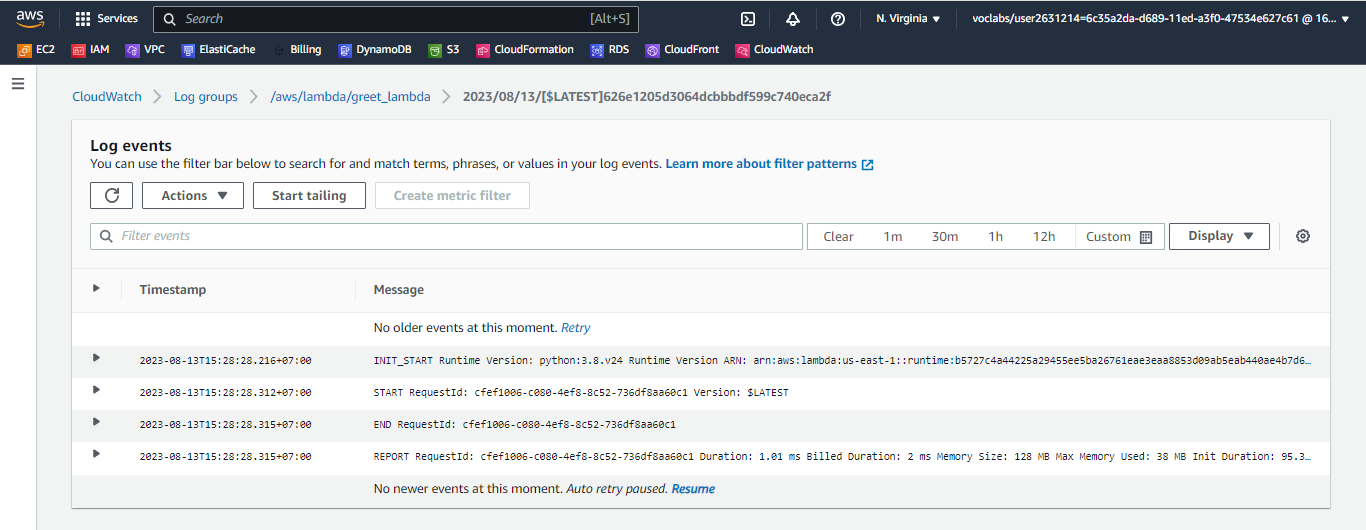 aws Services Search [Alt+S] N. Virginia voclabs/user2631214=6c35a2da-d689-11ed-a3f0-47534e627c61 @ 16...
EC2 IAM VPC ElastiCache Billing DynamoDB S3 CloudFormation RDS CloudFront CloudWatch
CloudWatch Log groups /aws/lambda/greet_lambda 2023/08/13/[$LATEST]626e1205d3064dcbbbdf599c740eca2f
Log events
You can use the filter bar below to search for and match terms, phrases, or values in your log events. Learn more about filter patterns
Actions Start tailing Create metric filter
Filter events Clear 1m 30m 1h 12h Custom Display
Timestamp Message
No older events at this moment. Retry
2023-08-13T15:28:28.216+07:00 INIT_START Runtime Version: python:3.8.v24 Runtime Version ARN: arn:aws:lambda:us-east-1::runtime:b5727c4a44225a29455ee5ba26761eae3eaa8853d09ab5eab440ae4b7d6...
2023-08-13T15:28:28.312+07:00 START RequestId: cfef1006-c080-4ef8-8c52-736df8aa60c1 Version: $LATEST
2023-08-13T15:28:28.315+07:00 END RequestId: cfef1006-c080-4ef8-8c52-736df8aa60c1
2023-08-13T15:28:28.315+07:00 REPORT RequestId: cfef1006-c080-4ef8-8c52-736df8aa60c1 Duration: 1.01 ms Billed Duration: 2 ms Memory Size: 128 MB Max Memory Used: 38 MB Init Duration: 95.3...
No newer events at this moment. Auto retry paused. Resume